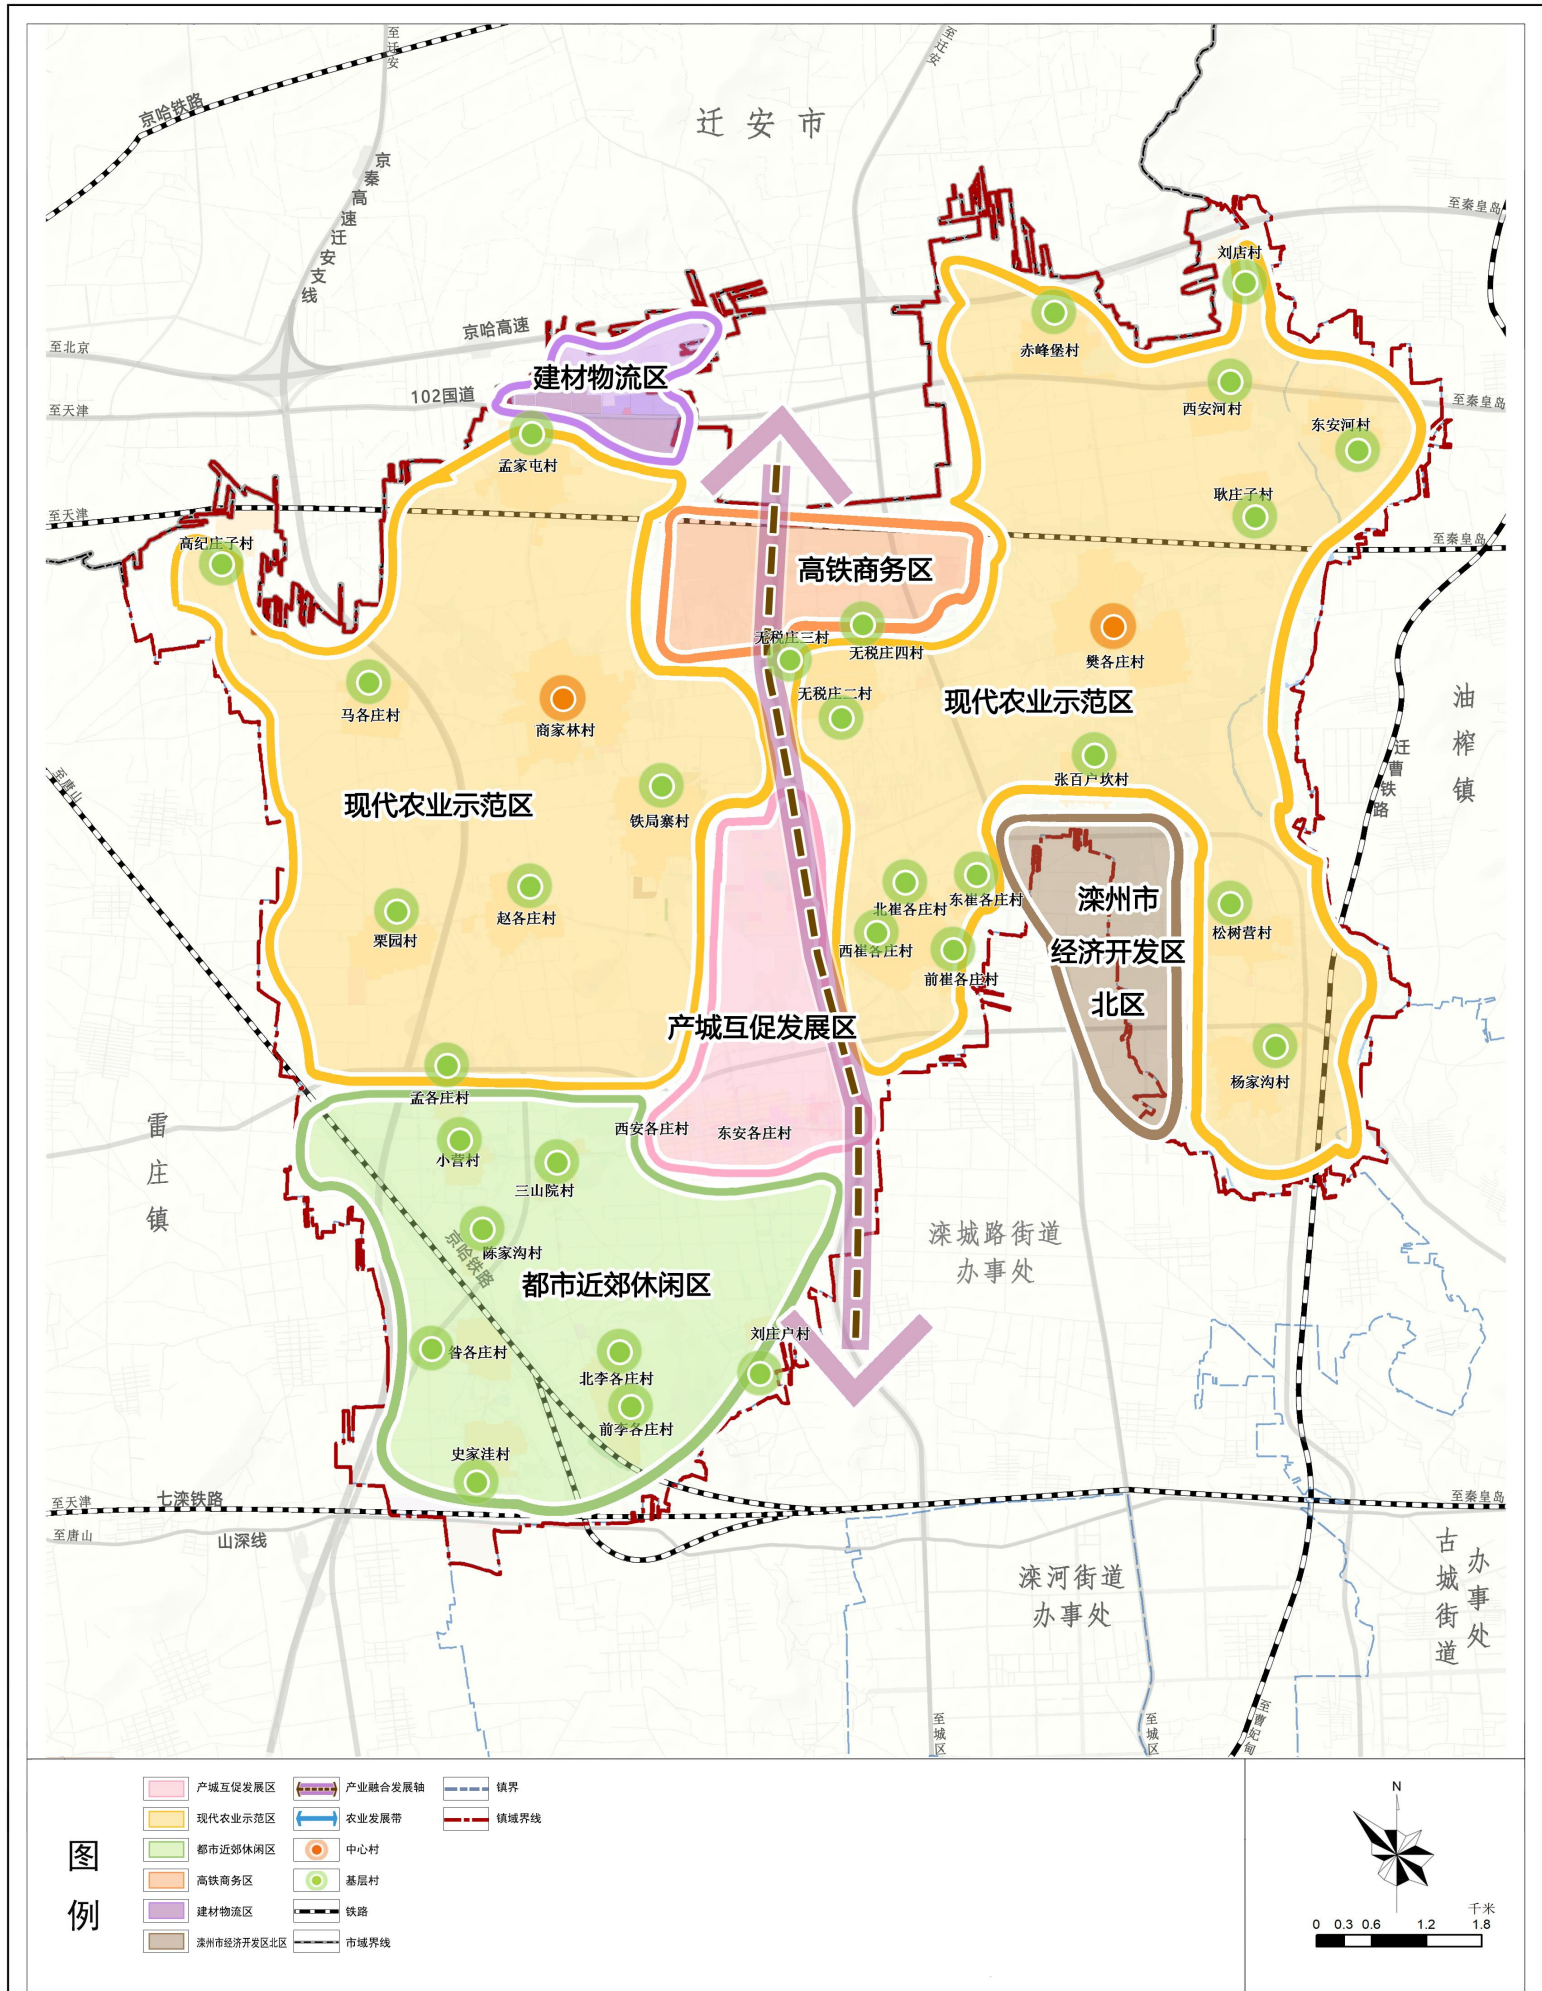 至迁安
至迁安
京哈铁路
迁安市
京秦高速迁安支线
至秦皇岛
刘店村
京哈高速
至北京
赤峰堡村
建材物流区
102国道
至天津
西安河村
至秦皇岛
东安河村
孟家屯村
耿庄子村
至天津
至秦皇岛
高纪庄子村
高铁商务区
无税庄三村
无税庄四村
樊各庄村
无税庄二村
现代农业示范区
油榨镇
马各庄村
商家林村
迁曹铁路
至唐山
张百户坎村
现代农业示范区
铁局寨村
滦州市
经济开发区
北区
东崔各庄村
北崔各庄村
赵各庄村
栗园村
松树营村
西崔各庄村
前崔各庄村
产城互促发展区
杨家沟村
孟各庄村
西安各庄村
东安各庄村
雷庄镇
小营村
三山院村
滦城路街道
办事处
陈家沟村
京哈铁路
都市近郊休闲区
刘庄户村
昝各庄村
北李各庄村
前李各庄村
史家洼村
至天津
七滦铁路
至秦皇岛
至唐山
山深线
滦河街道
办事处
古城街道
办事处
至城区
至城区
至曹妃甸
图例
产城互促发展区
现代农业示范区
都市近郊休闲区
高铁商务区
建材物流区
滦州市经济开发区北区
产业融合发展轴
农业发展带
中心村
基层村
铁路
市域界线
镇界
镇域界线
N
千米
0 0.3 0.6 1.2 1.8